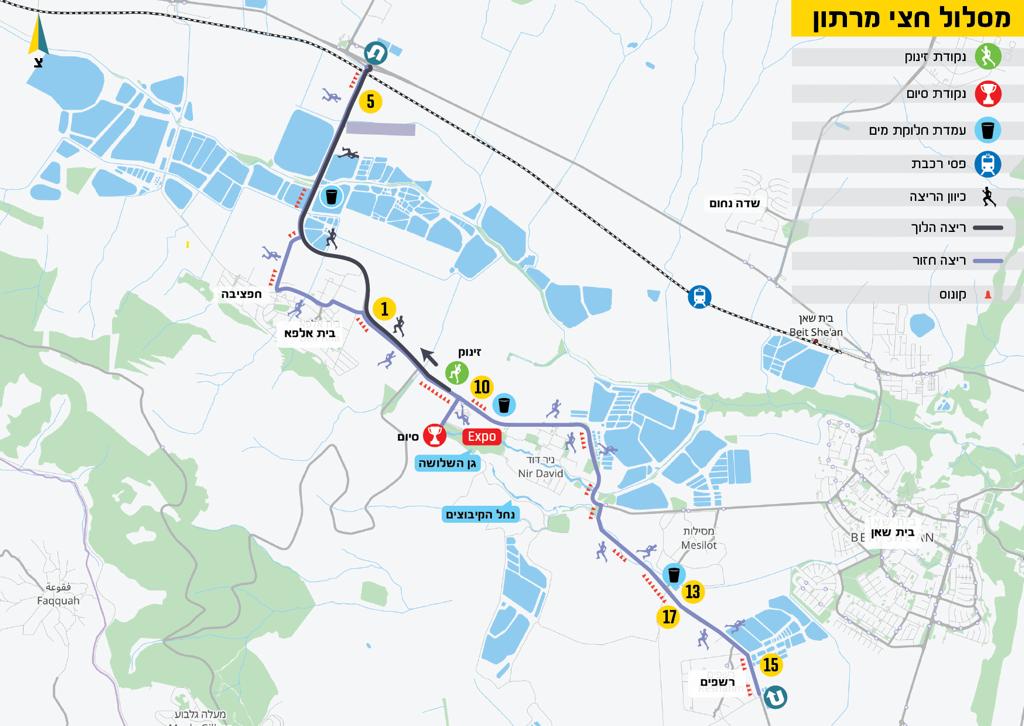 מסלול חצי מרתון
נקודת זינוק
נקודת סיום
עמדת חלוקת מים
פסי רכבת
כיוון הריצה
ריצה הלוך
ריצה חזור
קונוס
צ
5
שדה נחום
חפציבה
בית אלפא
1
בית שאן
Beit She'an
זינוק
10
סיום
Expo
גן השלושה
ניר דוד
Nir David
נחל הקיבוצים
מסילות
Mesilot
בית שאן
13
17
فقوعة
Faqquah
15
רשפים
מעלה גלבוע